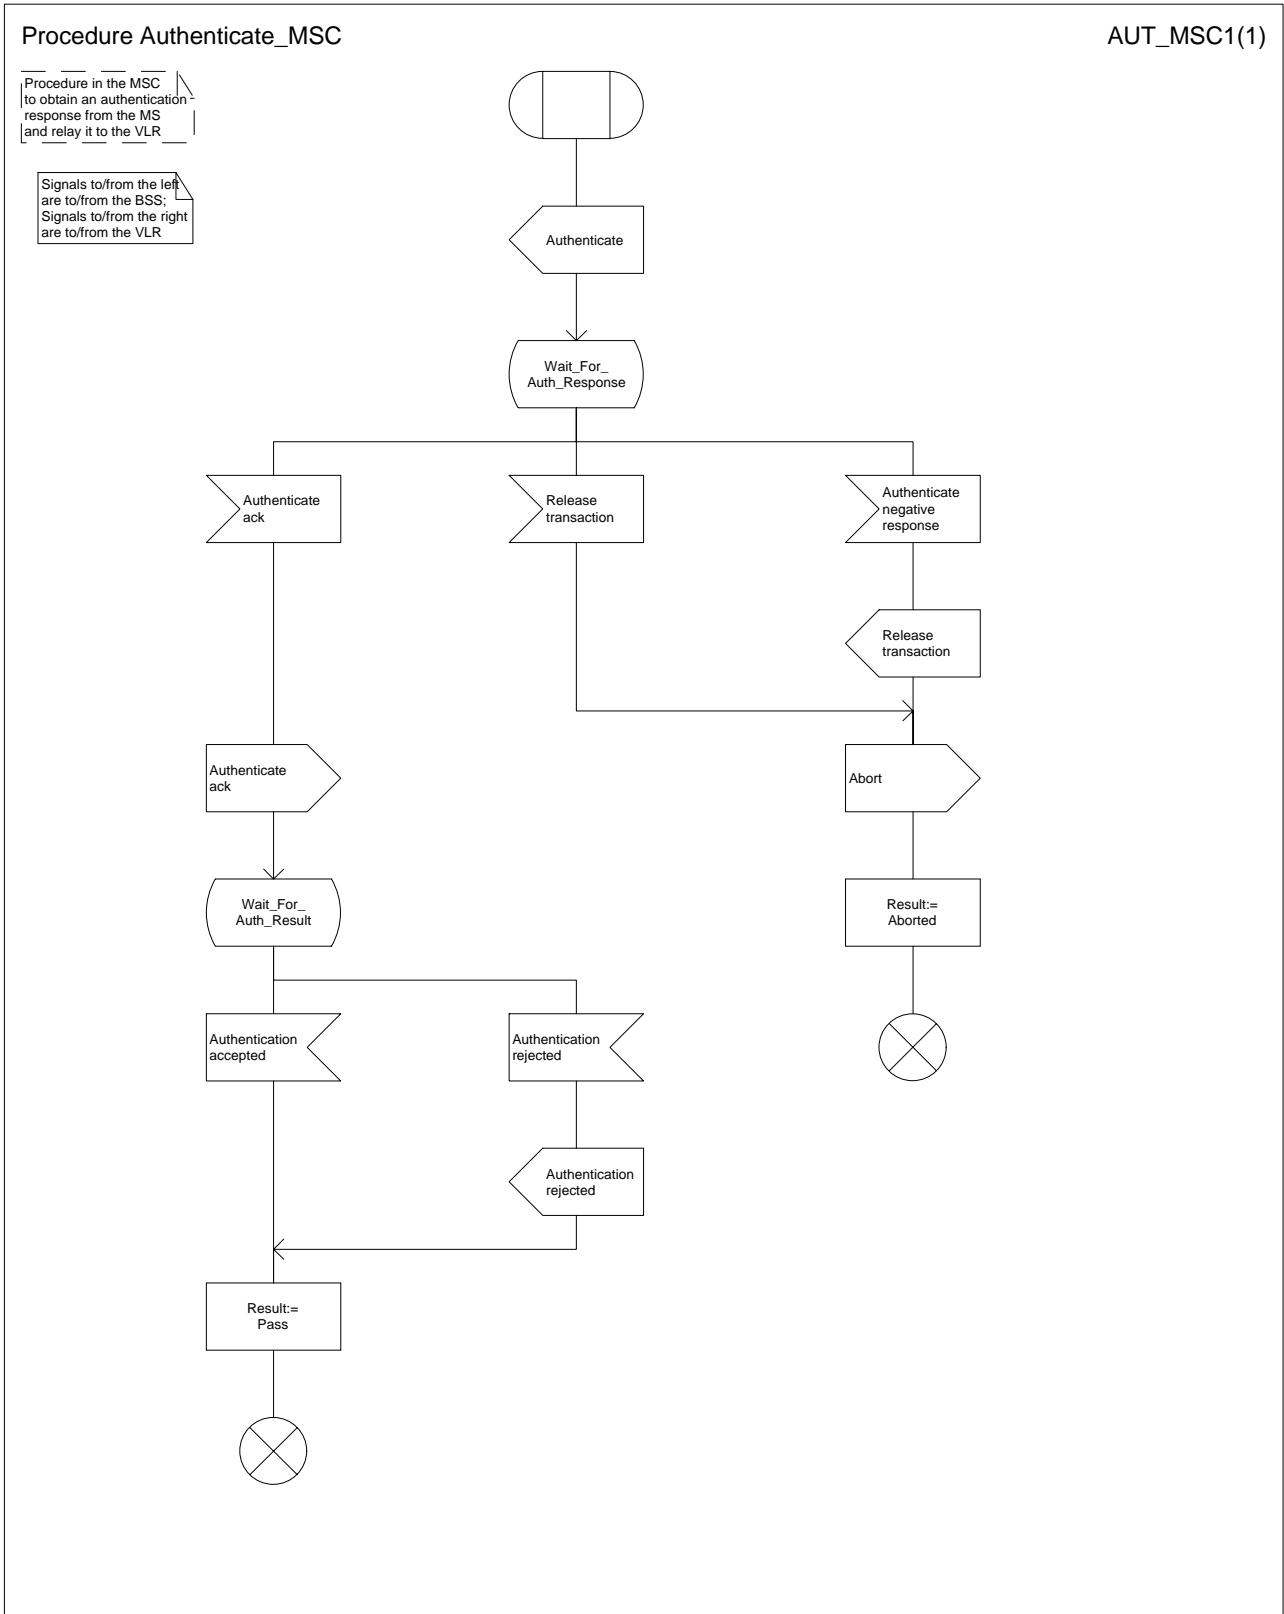 Procedure Authenticate_MSC
AUT_MSC1(1)
Procedure in the MSC
to obtain an authentication
response from the MS
and relay it to the VLR
Signals to/from the left
are to/from the BSS;
Signals to/from the right
are to/from the VLR
Authenticate
Wait_For_
Auth_Response
Authenticate
ack
Release
transaction
Authenticate
negative
response
Release
transaction
Authenticate
ack
Abort
Wait_For_
Auth_Result
Result:=
Aborted
Authentication
accepted
Authentication
rejected
Authentication
rejected
Result:=
Pass